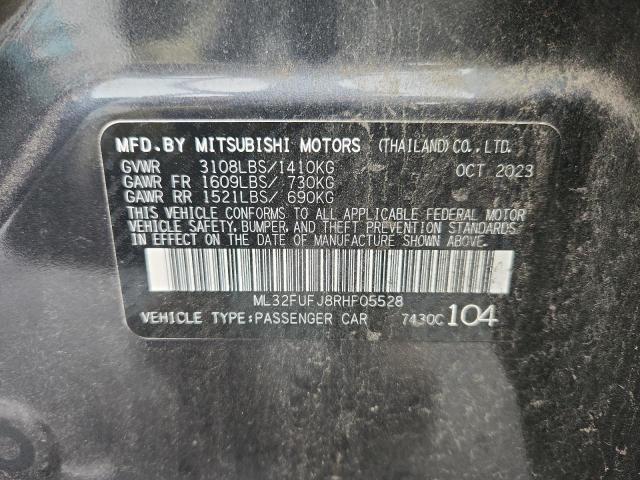 MFD.BY MITSUBISHI MOTORS (THAILAND)CO.,LTD.
GVWR 3108LBS/1410KG OCT 2023
GAWR FR 1609LBS/ 730KG
GAWR RR 1521LBS/ 690KG
THIS VEHICLE CONFORMS TO ALL APPLICABLE FEDERAL MOTOR
VEHICLE SAFETY, BUMPER, AND THEFT PREVENTION STANDARDS
IN EFFECT ON THE DATE OF MANUFACTURE SHOWN ABOVE.
ML32FUFJ8RHF05528
VEHICLE TYPE:PASSENGER CAR 7430C 104